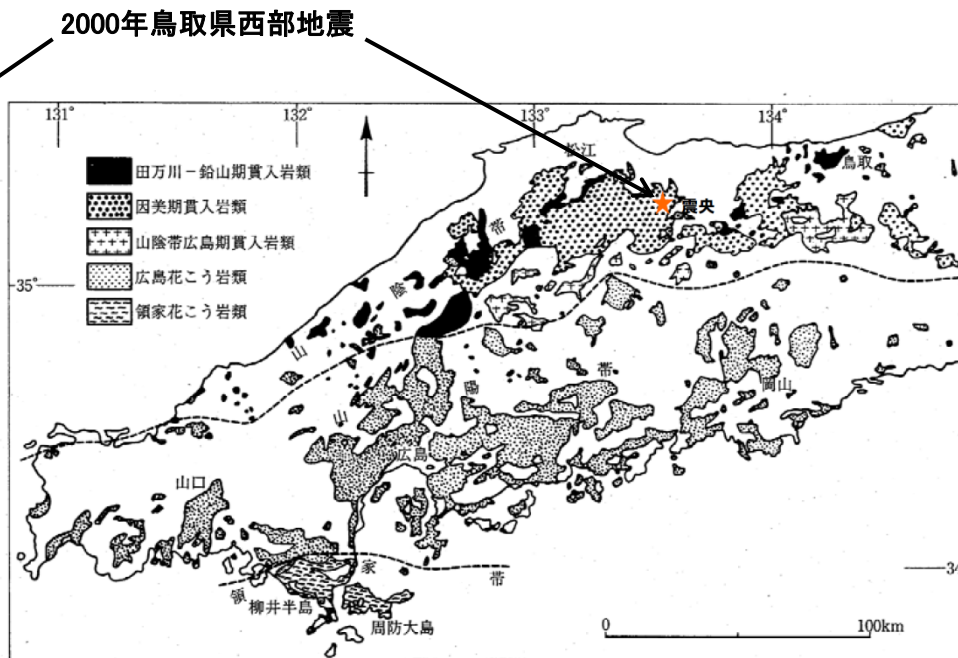 2000年鳥取県西部地震
131°
132°
133°
134°
田万川－鉛山期貫入岩類
因美期貫入岩類
山陰帯広島期貫入岩類
広島花こう岩類
領家花こう岩類
松江
鳥取
震央
35°
山陰帯
山陽帯
岡山
広島
山口
領家帯
34
柳井半島
周防大島
0
100km